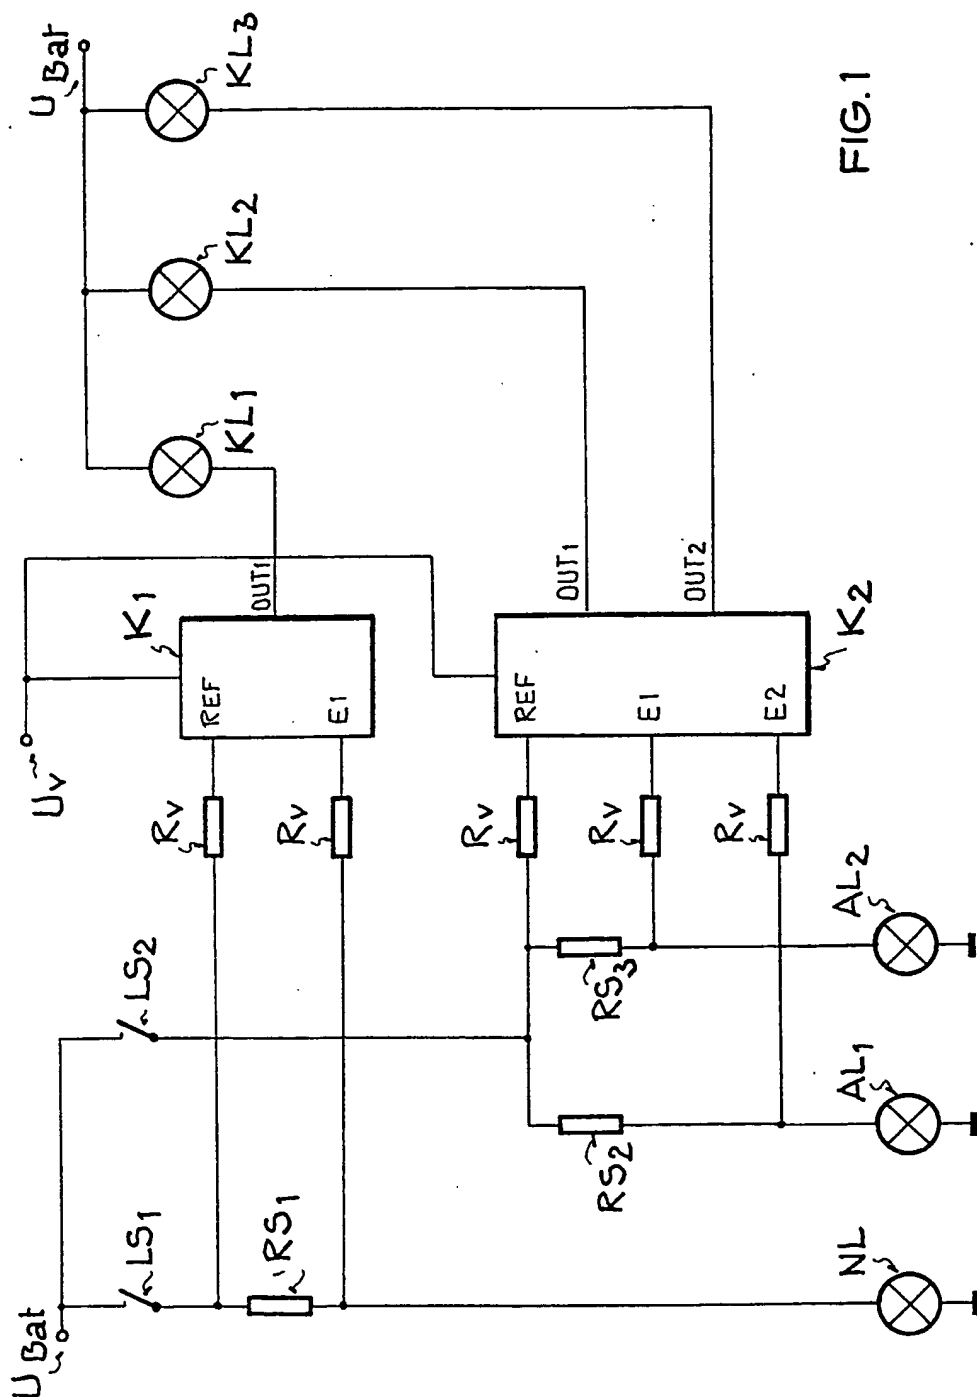 U Bat
LS1
LS2
RS1
NL
RS2
AL1
RS3
AL2
Uv
Rv
Rv
Rv
Rv
Rv
K1
REF
E1
OUT1
K2
REF
E1
E2
OUT1
OUT2
KL1
KL2
KL3
U Bat
FIG.1